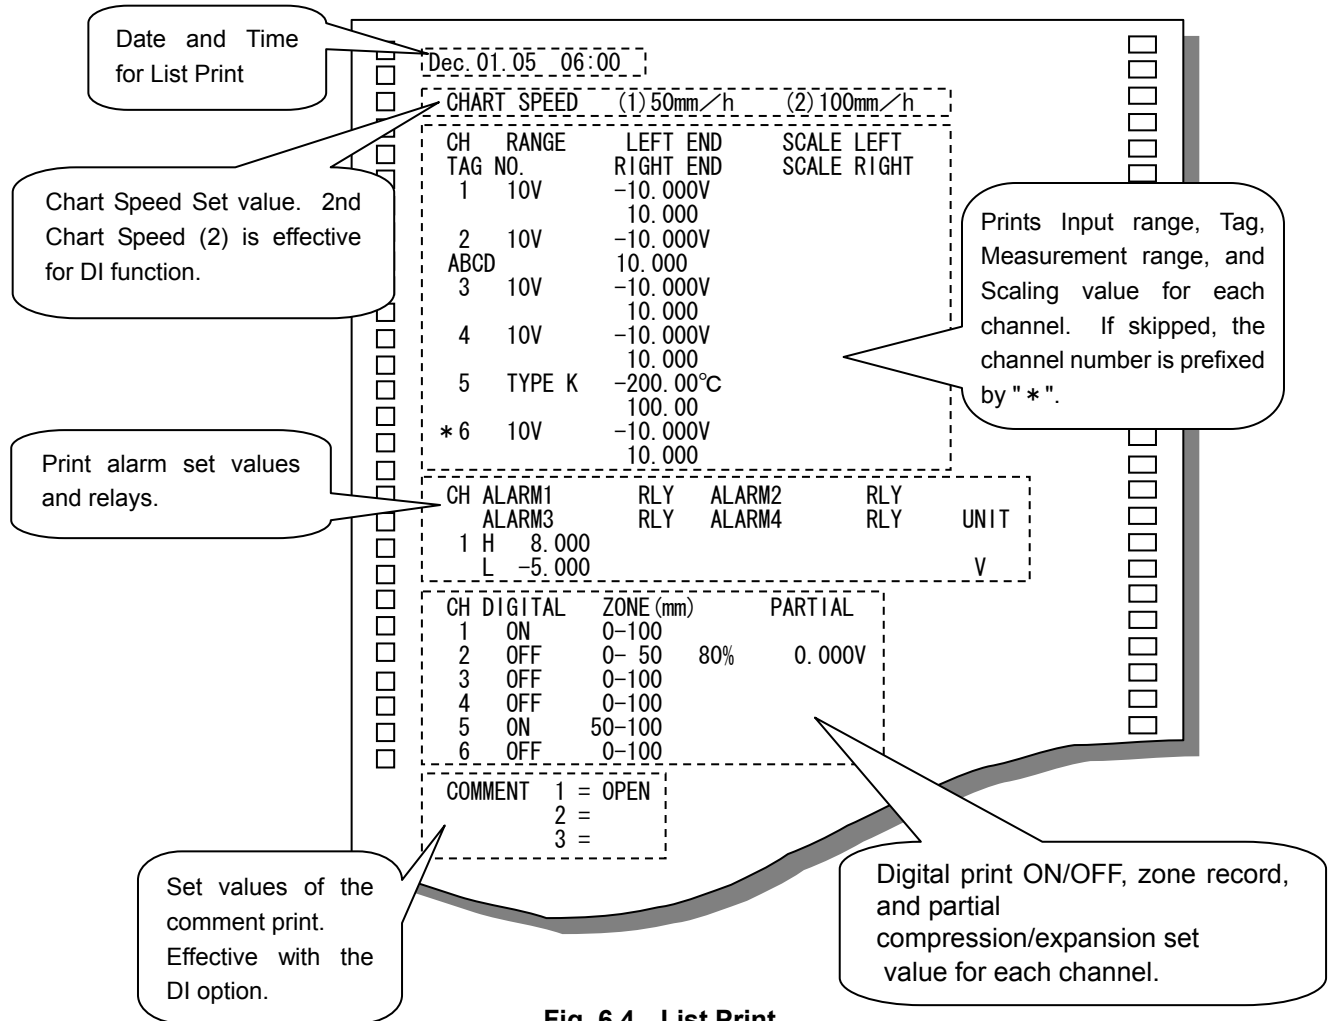 Date and Time
for List Print
Dec. 01. 05 06:00
CHART SPEED (1) 50mm／h (2) 100mm／h
Chart Speed Set value. 2nd
Chart Speed (2) is effective
for DI function.
CH RANGE LEFT END SCALE LEFT
TAG NO. RIGHT END SCALE RIGHT
1 10V −10. 000V
10. 000
2 10V −10. 000V
ABCD 10. 000
3 10V −10. 000V
10. 000
4 10V −10. 000V
10. 000
5 TYPE K −200. 00℃
100. 00
＊6 10V −10. 000V
10. 000
Prints Input range, Tag,
Measurement range, and
Scaling value for each
channel. If skipped, the
channel number is prefixed
by "＊".
Print alarm set values
and relays.
CH ALARM1 RLY ALARM2 RLY
ALARM3 RLY ALARM4 RLY UNIT
1 H 8. 000
L −5. 000 V
CH DIGITAL ZONE (mm) PARTIAL
1 ON 0−100
2 OFF 0− 50 80% 0. 000V
3 OFF 0−100
4 OFF 0−100
5 ON 50−100
6 OFF 0−100
COMMENT 1 = OPEN
2 =
3 =
Set values of the
comment print.
Effective with the
DI option.
Digital print ON/OFF, zone record,
and partial
compression/expansion set
value for each channel.
Fig. 6.4 List Print